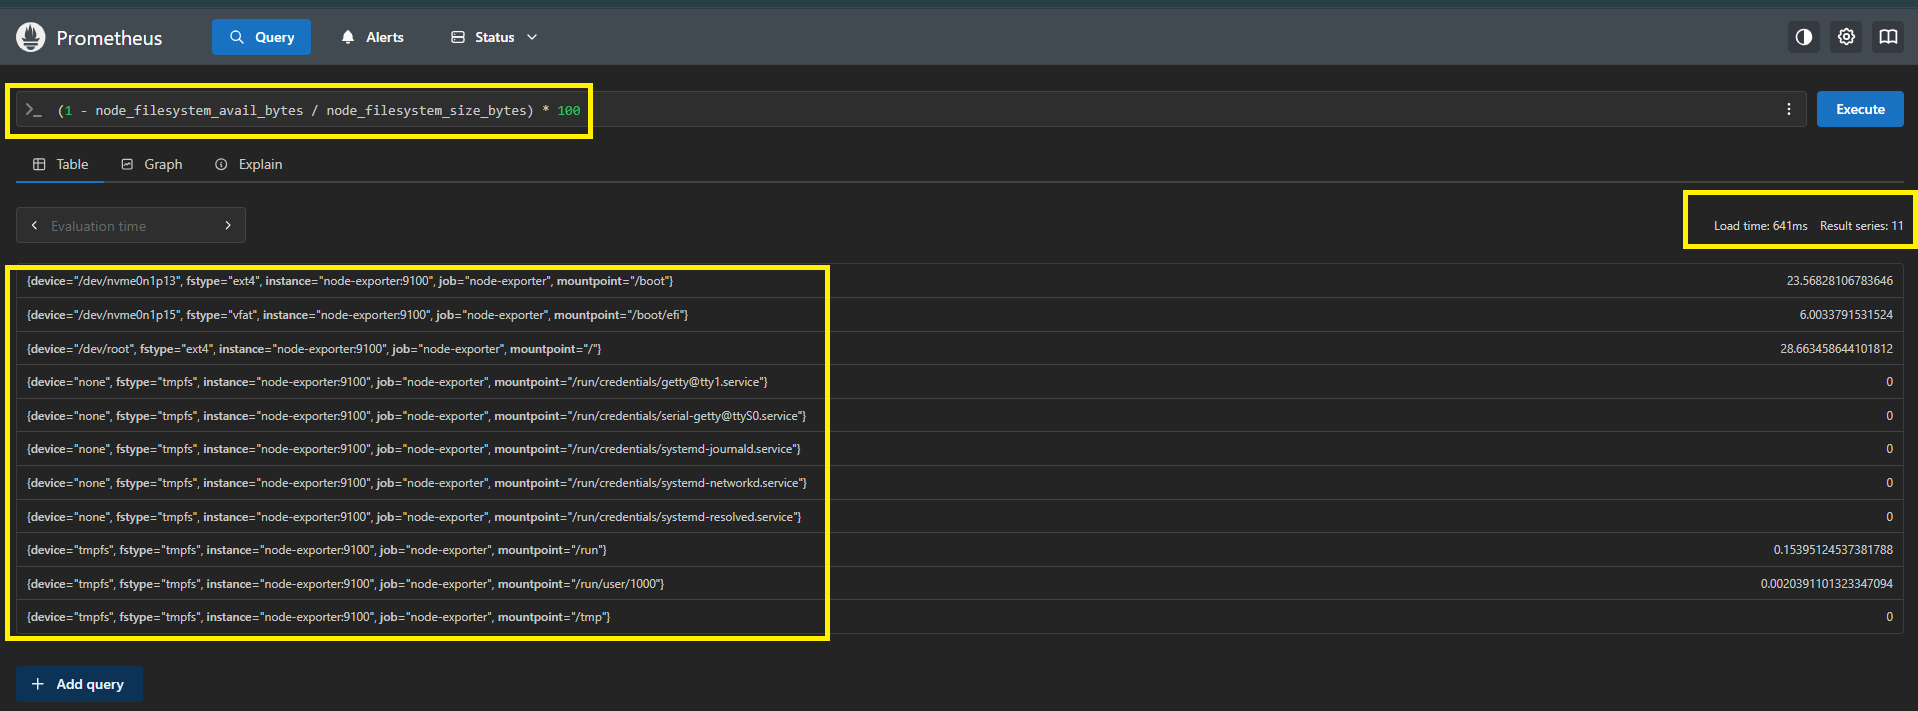 Prometheus Query Alerts Status
>_ (1 - node_filesystem_avail_bytes / node_filesystem_size_bytes) * 100 Execute
Table Graph Explain
Evaluation time Load time: 641ms Result series: 11
{device="/dev/nvme0n1p13", fstype="ext4", instance="node-exporter:9100", job="node-exporter", mountpoint="/boot"} 23.56828106783646
{device="/dev/nvme0n1p15", fstype="vfat", instance="node-exporter:9100", job="node-exporter", mountpoint="/boot/efi"} 6.0033791531524
{device="/dev/root", fstype="ext4", instance="node-exporter:9100", job="node-exporter", mountpoint="/"} 28.663458644101812
{device="none", fstype="tmpfs", instance="node-exporter:9100", job="node-exporter", mountpoint="/run/credentials/getty@tty1.service"} 0
{device="none", fstype="tmpfs", instance="node-exporter:9100", job="node-exporter", mountpoint="/run/credentials/serial-getty@ttyS0.service"} 0
{device="none", fstype="tmpfs", instance="node-exporter:9100", job="node-exporter", mountpoint="/run/credentials/systemd-journald.service"} 0
{device="none", fstype="tmpfs", instance="node-exporter:9100", job="node-exporter", mountpoint="/run/credentials/systemd-networkd.service"} 0
{device="none", fstype="tmpfs", instance="node-exporter:9100", job="node-exporter", mountpoint="/run/credentials/systemd-resolved.service"} 0
{device="tmpfs", fstype="tmpfs", instance="node-exporter:9100", job="node-exporter", mountpoint="/run"} 0.15395124537381788
{device="tmpfs", fstype="tmpfs", instance="node-exporter:9100", job="node-exporter", mountpoint="/run/user/1000"} 0.0020391101323347094
{device="tmpfs", fstype="tmpfs", instance="node-exporter:9100", job="node-exporter", mountpoint="/tmp"} 0
+ Add query